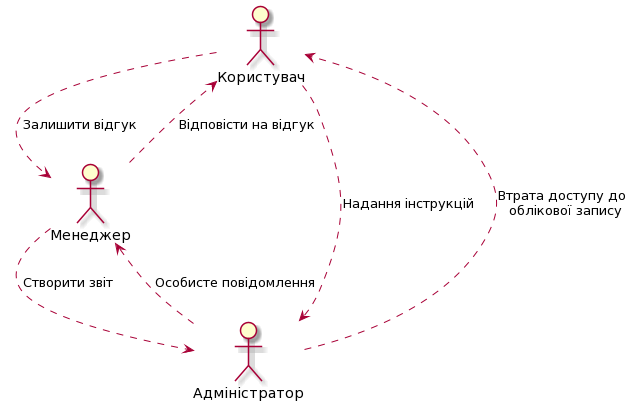 Користувач
Залишити відгук
Відповісти на відгук
Втрата доступу до
облікової запису
Надання інструкцій
Менеджер
Створити звіт
Особисте повідомлення
Адміністратор